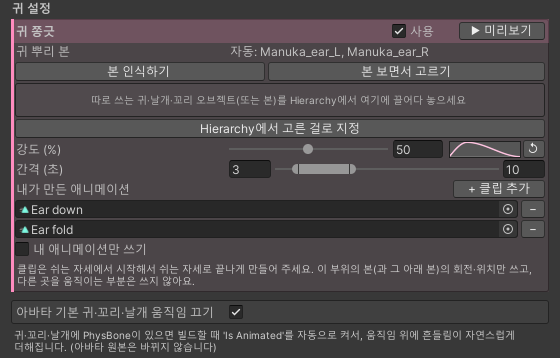 귀 설정
귀 쫑긋 사용 ▶ 미리보기
귀 뿌리 본 자동: Manuka_ear_L, Manuka_ear_R
본 인식하기 본 보면서 고르기
따로 쓰는 귀·날개·꼬리 오브젝트(또는 본)를 Hierarchy에서 여기에 끌어다 놓으세요
Hierarchy에서 고른 걸로 지정
강도 (%) 50
간격 (초) 3 10
내가 만든 애니메이션 + 클립 추가
Ear down
Ear fold
내 애니메이션만 쓰기
클립은 쉬는 자세에서 시작해서 쉬는 자세로 끝나게 만들어 주세요. 이 부위의 본(과 그 아래 본)의 회전·위치만 쓰고,
다른 곳을 움직이는 부분은 쓰지 않아요.
아바타 기본 귀·꼬리·날개 움직임 끄기
귀·꼬리·날개에 PhysBone이 있으면 빌드할 때 'Is Animated'를 자동으로 켜서, 움직임 위에 흔들림이 자연스럽게
더해집니다. (아바타 원본은 바뀌지 않습니다)